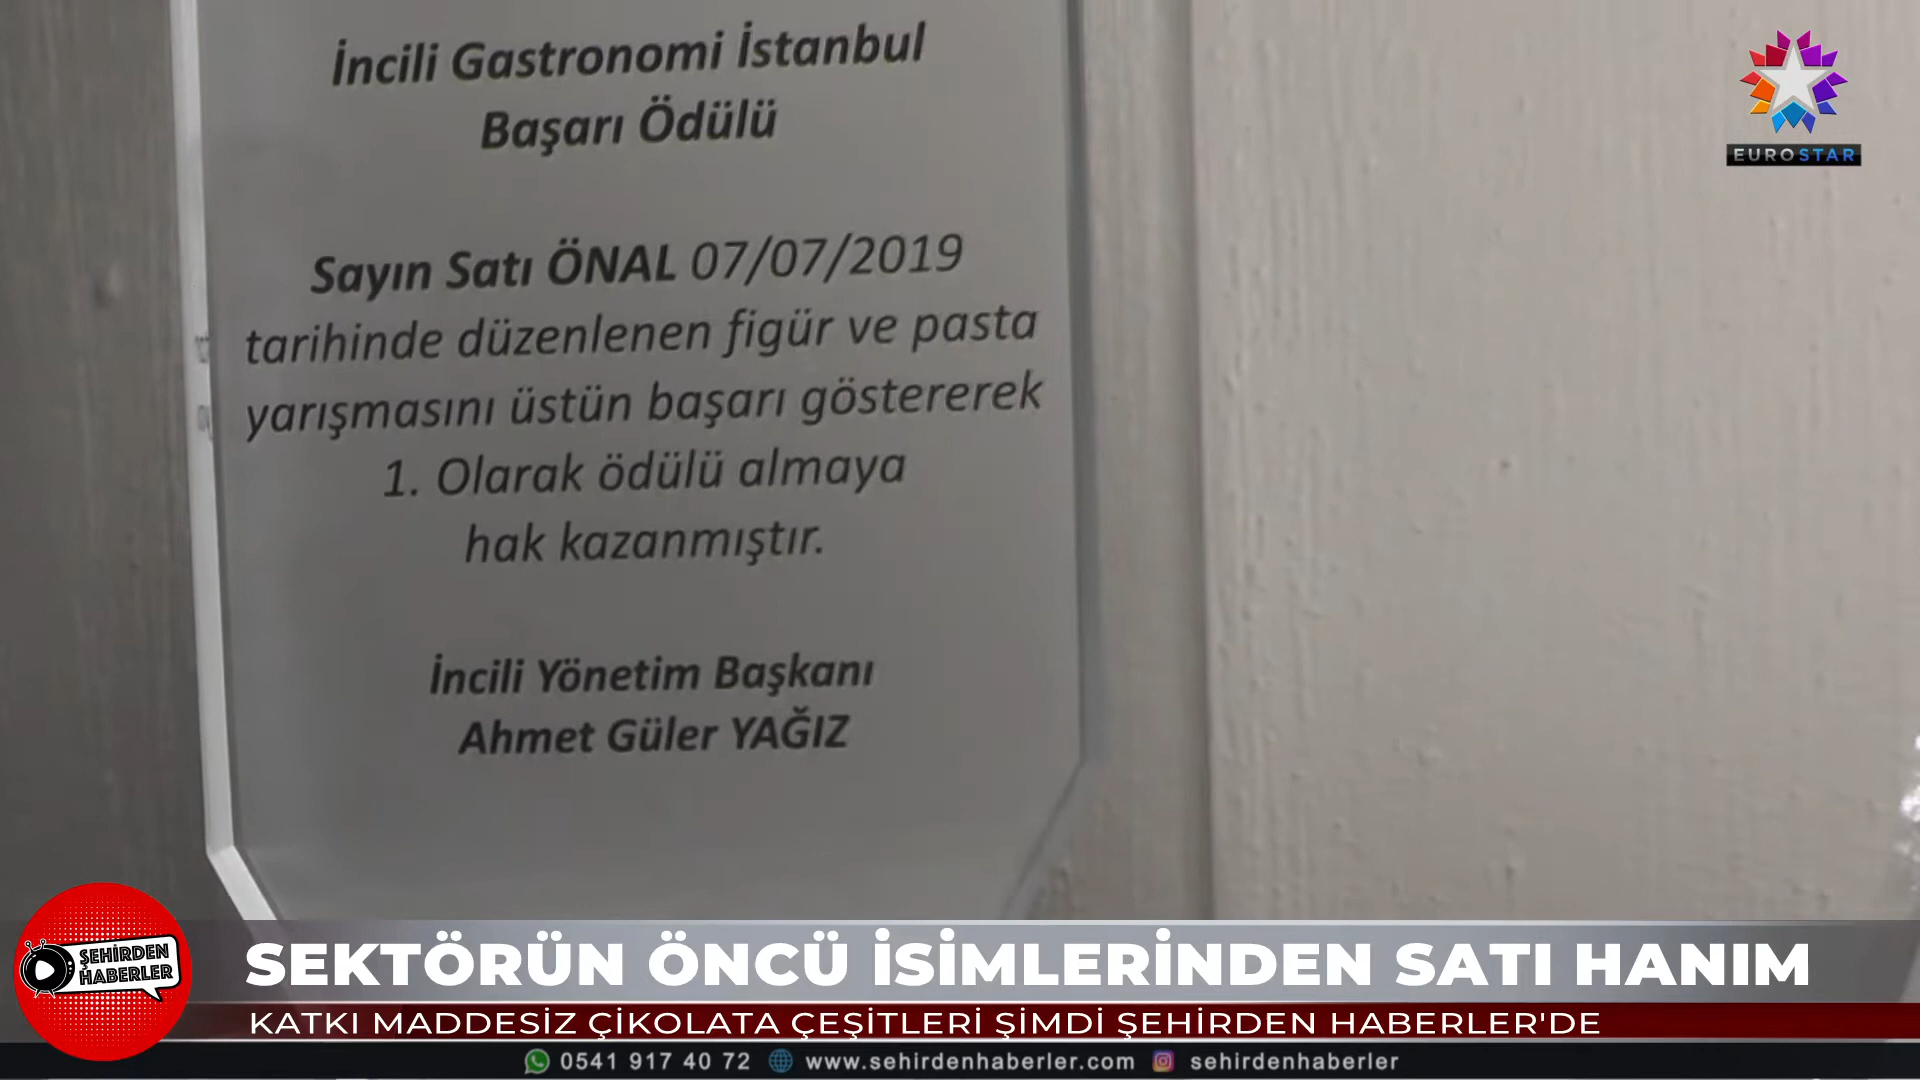 İncili Gastronomi İstanbul
Başarı Ödülü
Sayın Satı ÖNAL 07/07/2019
tarihinde düzenlenen figür ve pasta
yarışmasını üstün başarı göstererek
1. Olarak ödülü almaya
hak kazanmıştır.
İncili Yönetim Başkanı
Ahmet Güler YAĞIZ
EUROSTAR
ŞEHİRDEN
HABERLER
SEKTÖRÜN ÖNCÜ İSİMLERİNDEN SATI HANIM
KATKI MADDESİZ ÇİKOLATA ÇEŞİTLERİ ŞİMDİ ŞEHİRDEN HABERLER'DE
0541 917 40 72 www.sehirdenhaberler.com sehirdenhaberler